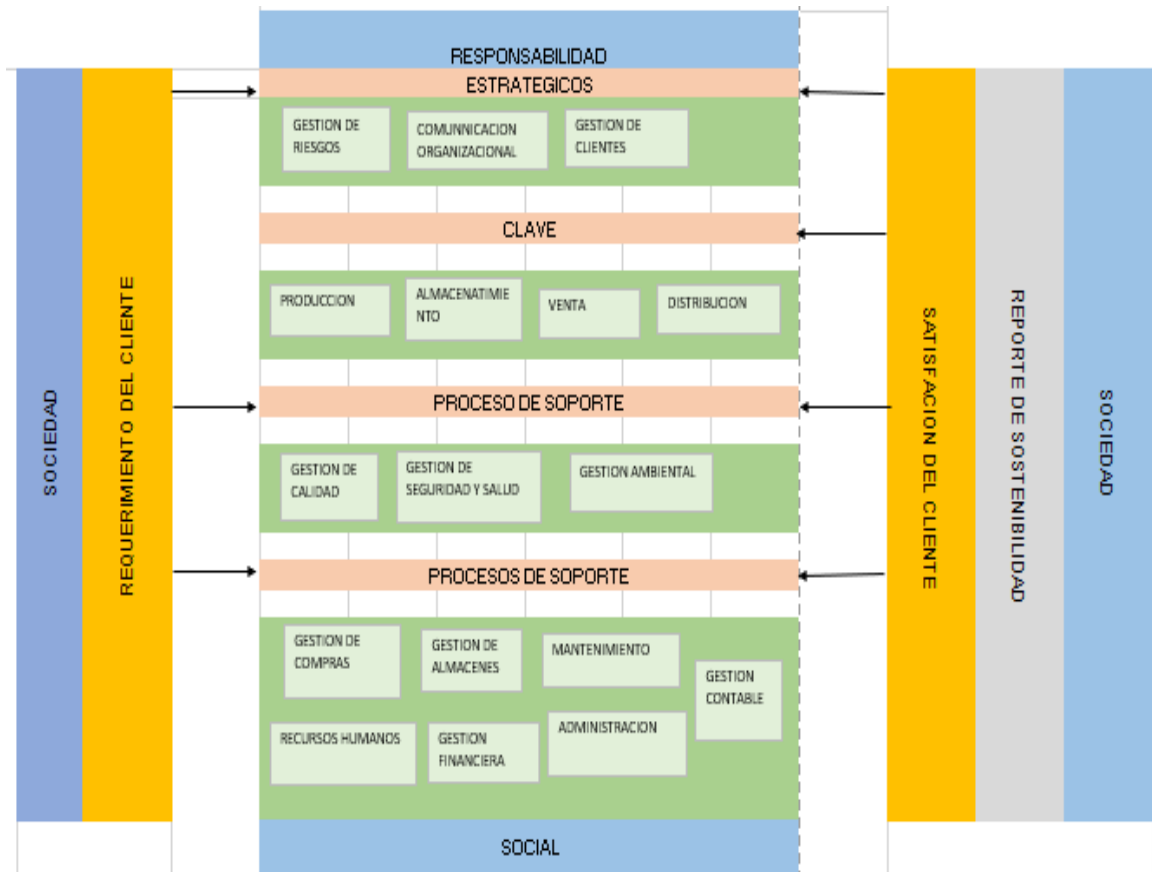 RESPONSABILIDAD
ESTRATEGICOS
GESTION DE
RIESGOS
COMUNNICACION
ORGANIZACIONAL
GESTION DE
CLIENTES
CLAVE
PRODUCCION
ALMACENATIMIE
NTO
VENTA
DISTRIBUCION
PROCESO DE SOPORTE
GESTION DE
CALIDAD
GESTION DE
SEGURIDAD Y SALUD
GESTION AMBIENTAL
PROCESOS DE SOPORTE
GESTION DE
COMPRAS
GESTION DE
ALMACENES
MANTENIMIENTO
GESTION
CONTABLE
RECURSOS HUMANOS
GESTION
FINANCIERA
ADMINISTRACION
SOCIAL
SOCIEDAD
REQUERIMIENTO DEL CLIENTE
SATISFACION DEL CLIENTE
REPORTE DE SOSTENIBILIDAD
SOCIEDAD